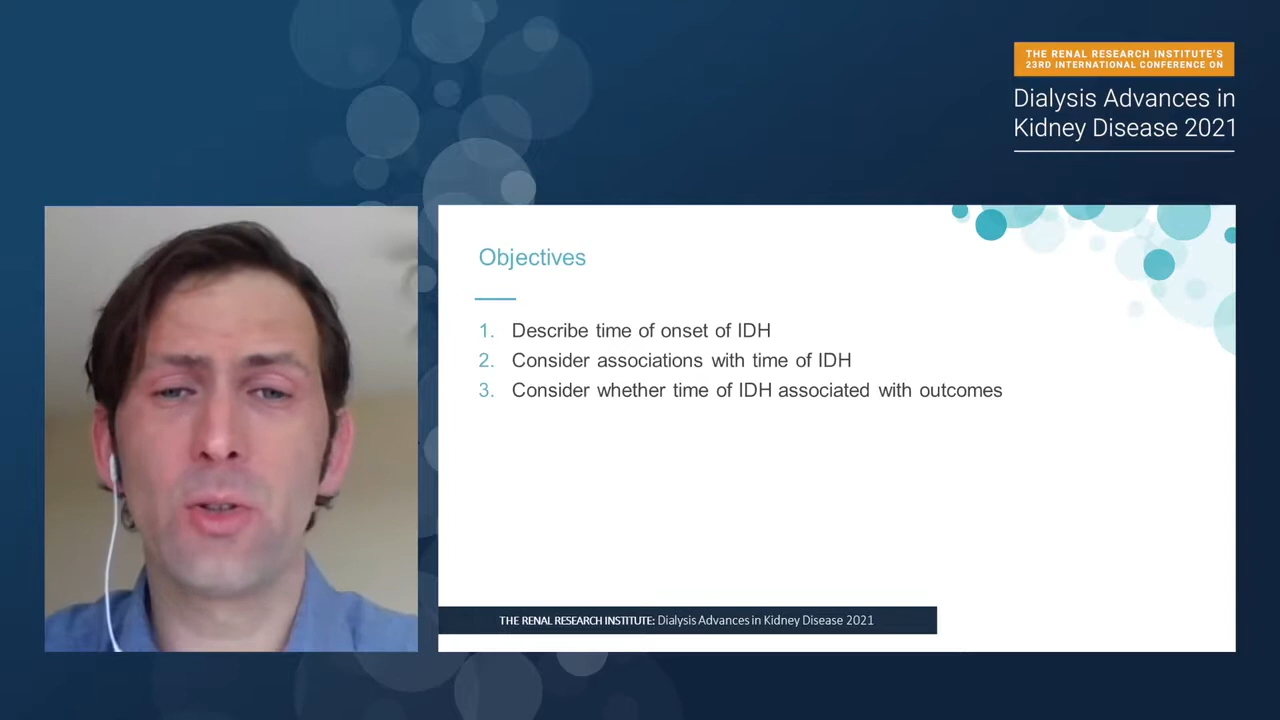 THE RENAL RESEARCH INSTITUTE'S
23RD INTERNATIONAL CONFERENCE ON
Dialysis Advances in
Kidney Disease 2021
Objectives
1. Describe time of onset of IDH
2. Consider associations with time of IDH
3. Consider whether time of IDH associated with outcomes
THE RENAL RESEARCH INSTITUTE: Dialysis Advances in Kidney Disease 2021